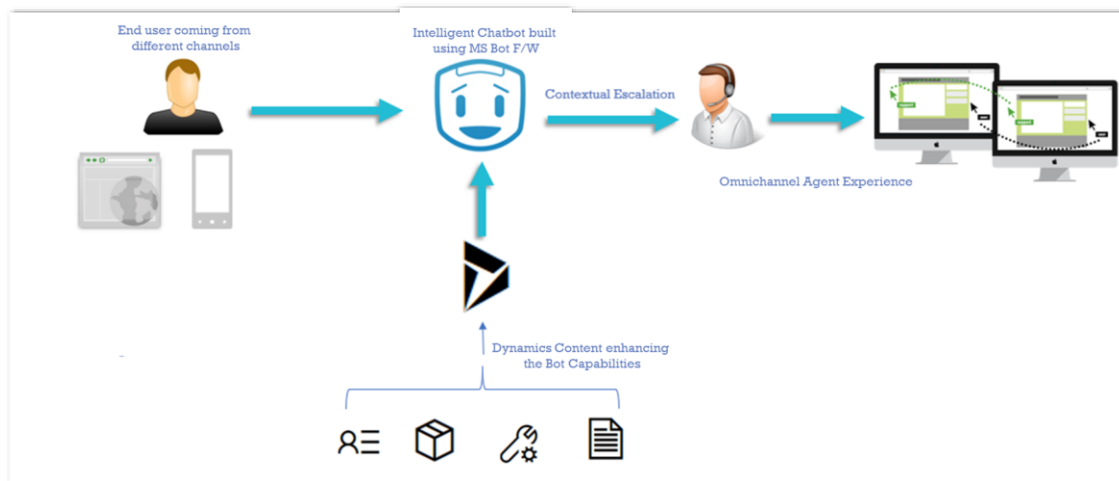 End user coming from
different channels
Intelligent Chatbot built
using MS Bot F/W
Contextual Escalation
Omnichannel Agent Experience
Dynamics Content enhancing
the Bot Capabilities